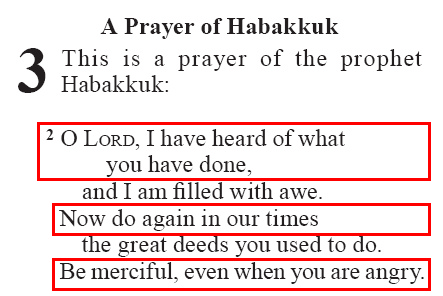 A Prayer of Habakkuk
3 This is a prayer of the prophet
Habakkuk:
2 O LORD, I have heard of what
you have done,
and I am filled with awe.
Now do again in our times
the great deeds you used to do.
Be merciful, even when you are angry.